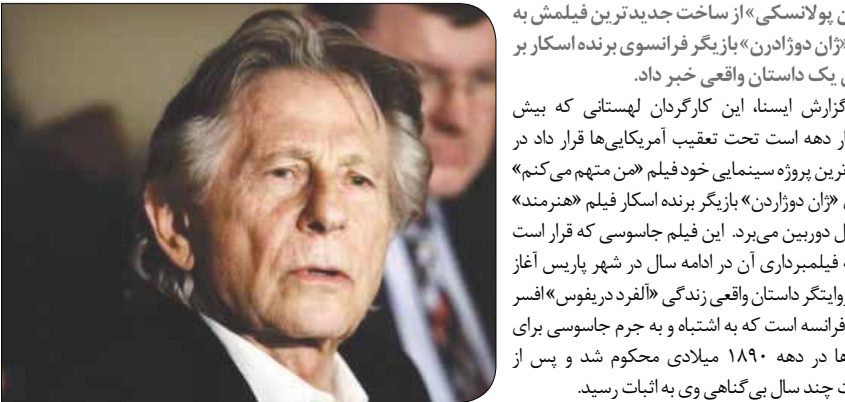 پولانسکی» از ساخت جدیدترین فیلمش به
«ژان دوژادرن» بازیگر فرانسوی برنده اسکار بر
یک داستان واقعی خبر داد.
گزارش ایسنا، این کارگردان لهستانی که بیش
دهه است تحت تعقیب آمریکایی‌ها قرار داد در
پروژه سینمایی خود فیلم «من متهم می‌کنم»
«ژان دوژاردن» بازیگر برنده اسکار فیلم «هنرمند»
دوربین می‌برد. این فیلم جاسوسی که قرار است
فیلمبرداری آن در ادامه سال در شهر پاریس آغاز
روایتگر داستان واقعی زندگی «آلفرد دریفوس» افسر
فرانسه است که به اشتباه و به جرم جاسوسی برای
در دهه ۱۸۹۰ میلادی محکوم شد و پس از
چند سال بی‌گناهی وی به اثبات رسید.